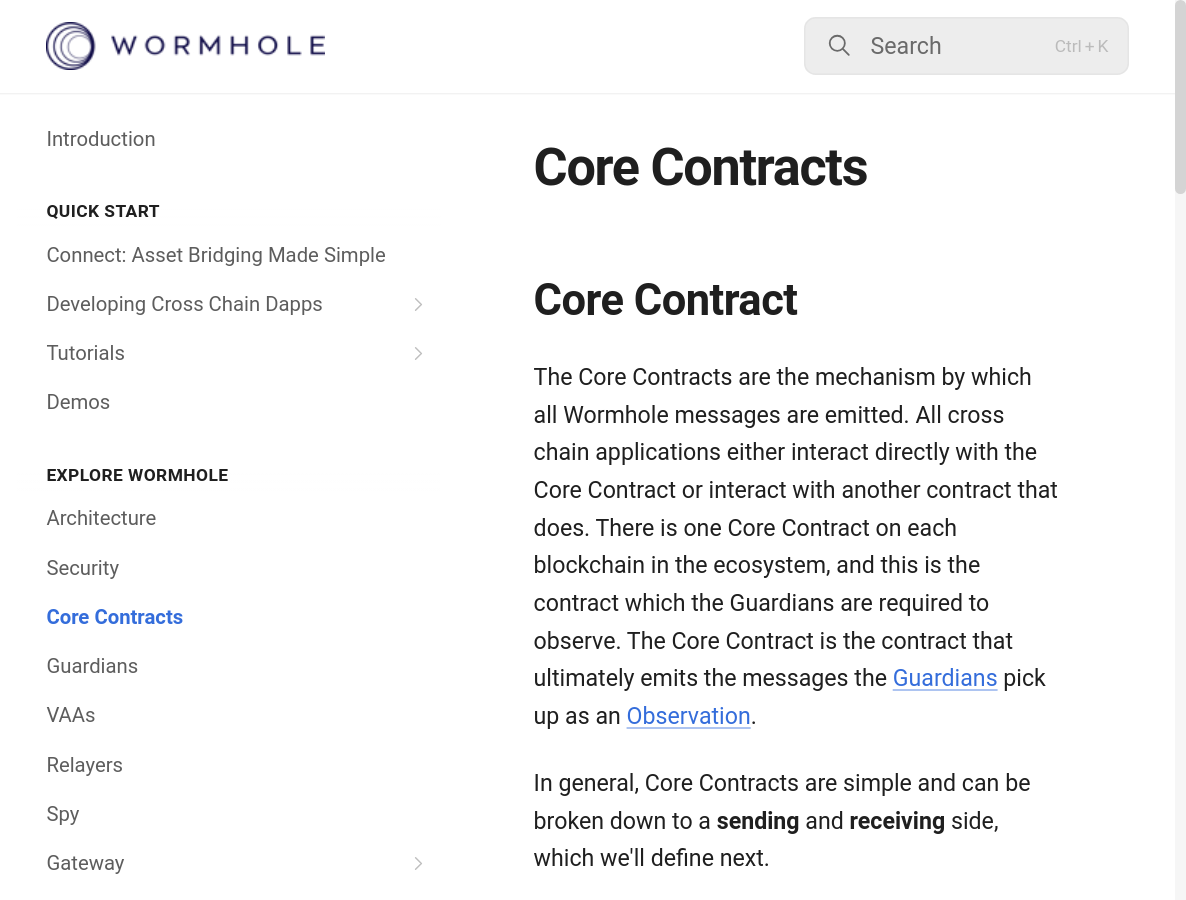 WORMHOLE
Search
Ctrl + K
Introduction
QUICK START
Connect: Asset Bridging Made Simple
Developing Cross Chain Dapps
Tutorials
Demos
EXPLORE WORMHOLE
Architecture
Security
Core Contracts
Guardians
VAAs
Relayers
Spy
Gateway
Core Contracts
Core Contract
The Core Contracts are the mechanism by which
all Wormhole messages are emitted. All cross
chain applications either interact directly with the
Core Contract or interact with another contract that
does. There is one Core Contract on each
blockchain in the ecosystem, and this is the
contract which the Guardians are required to
observe. The Core Contract is the contract that
ultimately emits the messages the Guardians pick
up as an Observation.
In general, Core Contracts are simple and can be
broken down to a sending and receiving side,
which we'll define next.